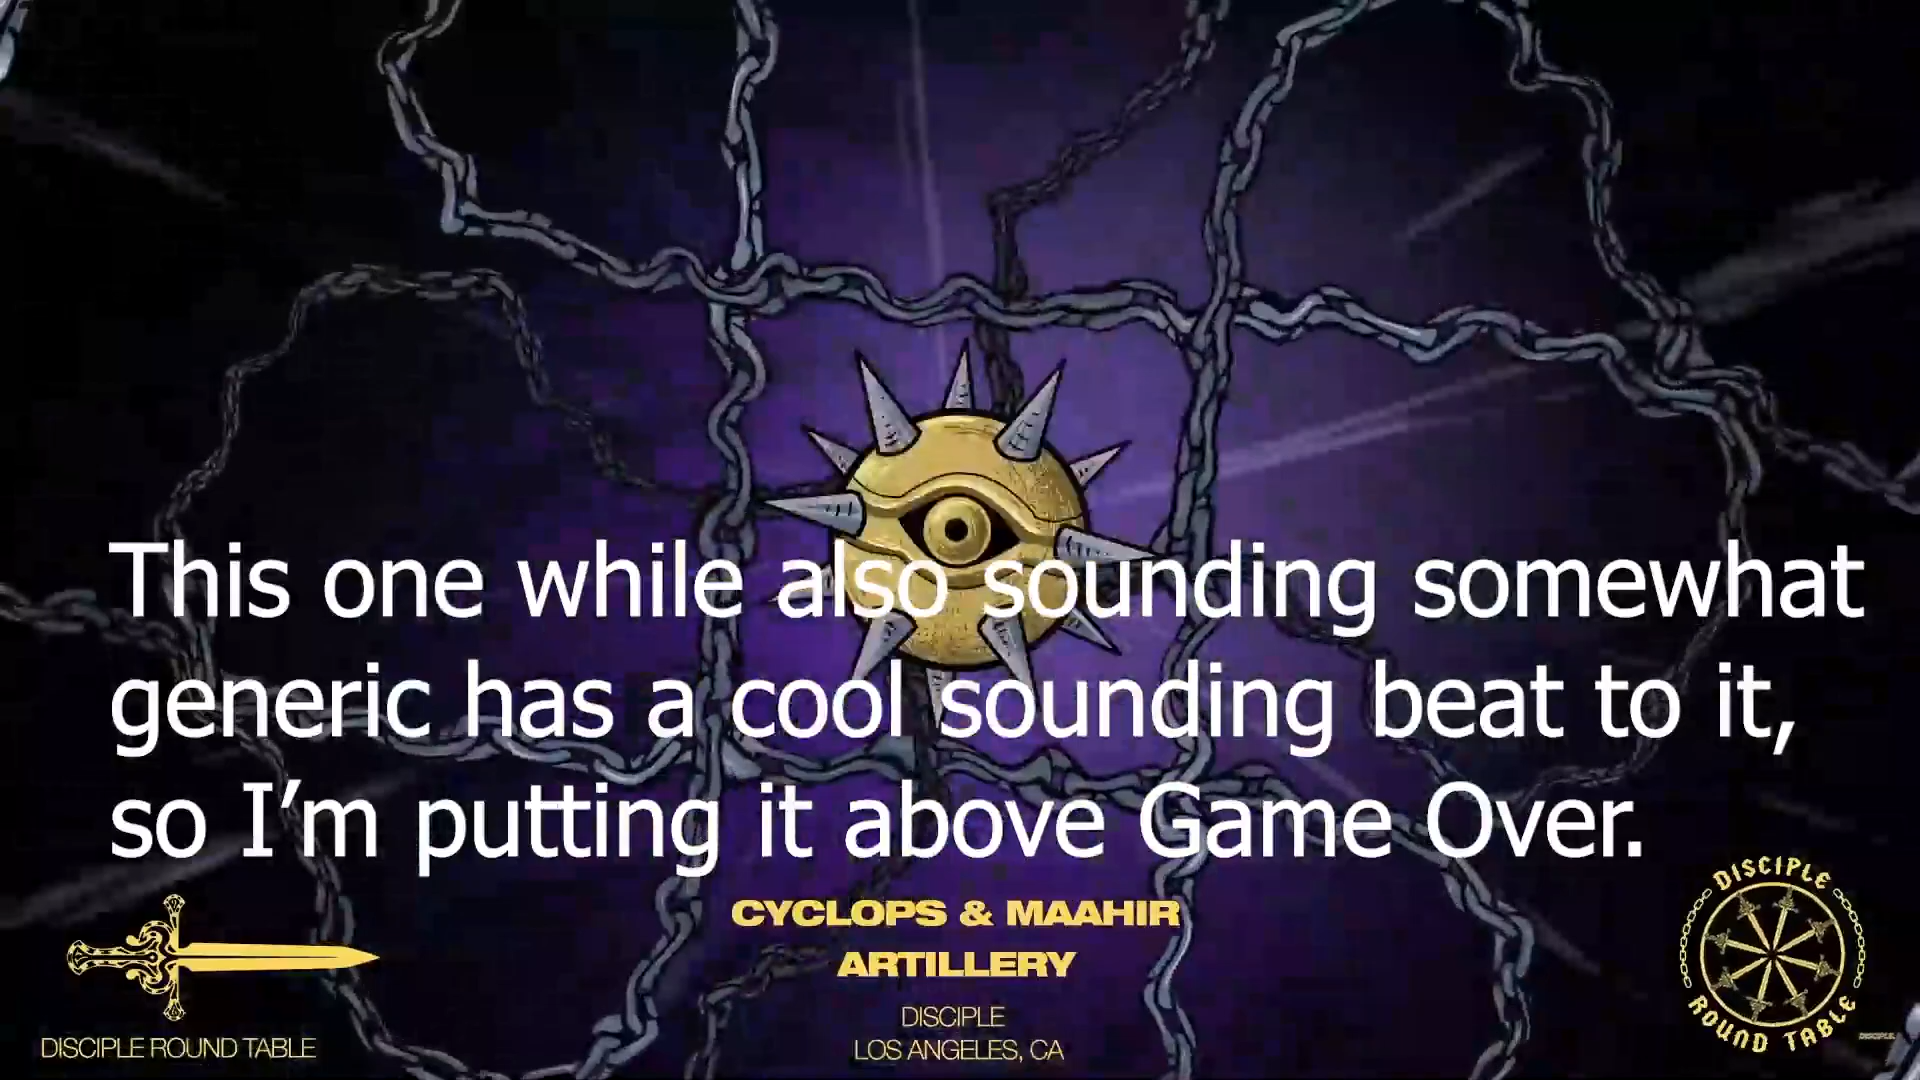 This one while also sounding somewhat
generic has a cool sounding beat to it,
so I’m putting it above Game Over.
CYCLOPS & MAAHIR
ARTILLERY
DISCIPLE
LOS ANGELES, CA
DISCIPLE ROUND TABLE
DISCIPLE
ROUND TABLE
DISCIPLE.